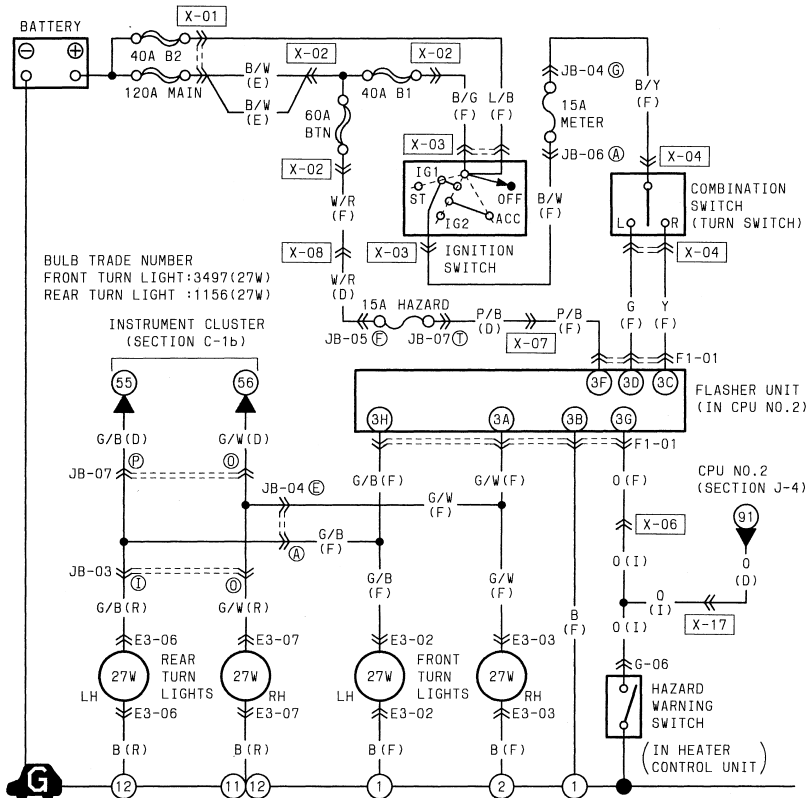 BATTERY
X-01
40A B2
120A MAIN
B/W
(E)
B/W
(E)
X-02
X-02
40A B1
60A
BTN
B/G
(F)
L/B
(F)
JB-04 G
15A
METER
JB-06 A
B/Y
(F)
X-03
X-02
X-04
IG1
ST
OFF
IG2
ACC
W/R
(F)
B/W
(F)
COMBINATION
SWITCH
(TURN SWITCH)
L
R
X-08
X-03
IGNITION
SWITCH
X-04
BULB TRADE NUMBER
FRONT TURN LIGHT:3497(27W)
REAR TURN LIGHT :1156(27W)
W/R
(D)
15A HAZARD
P/B
(D)
P/B
(F)
G
(F)
Y
(F)
INSTRUMENT CLUSTER
(SECTION C-1b)
JB-05 F
JB-07 T
X-07
F1-01
55
56
3F
3D
3C
FLASHER UNIT
(IN CPU NO.2)
3H
3A
3B
3G
G/B(D)
G/W(D)
F1-01
JB-07
P
O
CPU NO.2
(SECTION J-4)
G/B(F)
G/W(F)
O(F)
JB-04 E
G/W
(F)
91
X-06
A
G/B
(F)
O(I)
O
(D)
JB-03
I
O
G/B
(F)
G/W
(F)
O
(I)
X-17
G/B(R)
G/W(R)
B
(F)
O(I)
E3-06
E3-07
E3-02
E3-03
G-06
27W
REAR
TURN
LIGHTS
27W
27W
FRONT
TURN
LIGHTS
27W
LH
RH
LH
RH
HAZARD
WARNING
SWITCH
E3-06
E3-07
E3-02
E3-03
B(R)
B(R)
B(F)
B(F)
(IN HEATER
CONTROL UNIT)
G
12
11
12
1
2
1